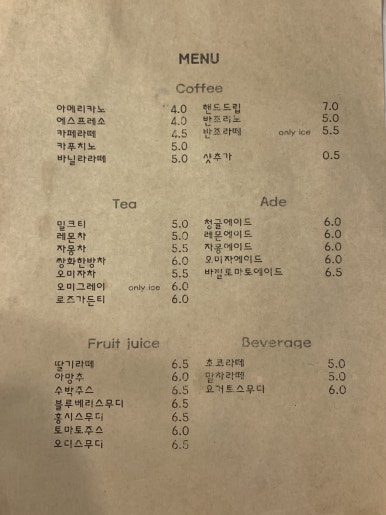 MENU
Coffee
아메리카노 4.0
에스프레소 4.0
카페라떼 4.5
카푸치노 5.0
바닐라라떼 5.0
핸드드립 7.0
반프리노 5.0
반쪼라떼 only ice 5.5
샷추가 0.5
Tea
밀크티 5.0
레몬차 5.0
자몽차 5.5
쌍화한방차 6.0
오미자차 5.5
오미그레이 only ice 6.0
로즈가든티 6.0
Ade
청귤에이드 6.0
레몬에이드 6.0
자몽에이드 6.0
오미자에이드 6.0
바질토마토에이드 6.5
Fruit juice
딸기라떼 6.5
아망추 6.0
수박주스 6.5
블루베리스무디 6.5
홍시스무디 6.5
토마토주스 6.0
오디스무디 6.5
Beverage
초코라떼 5.0
말차라떼 5.0
요거트스무디 6.0